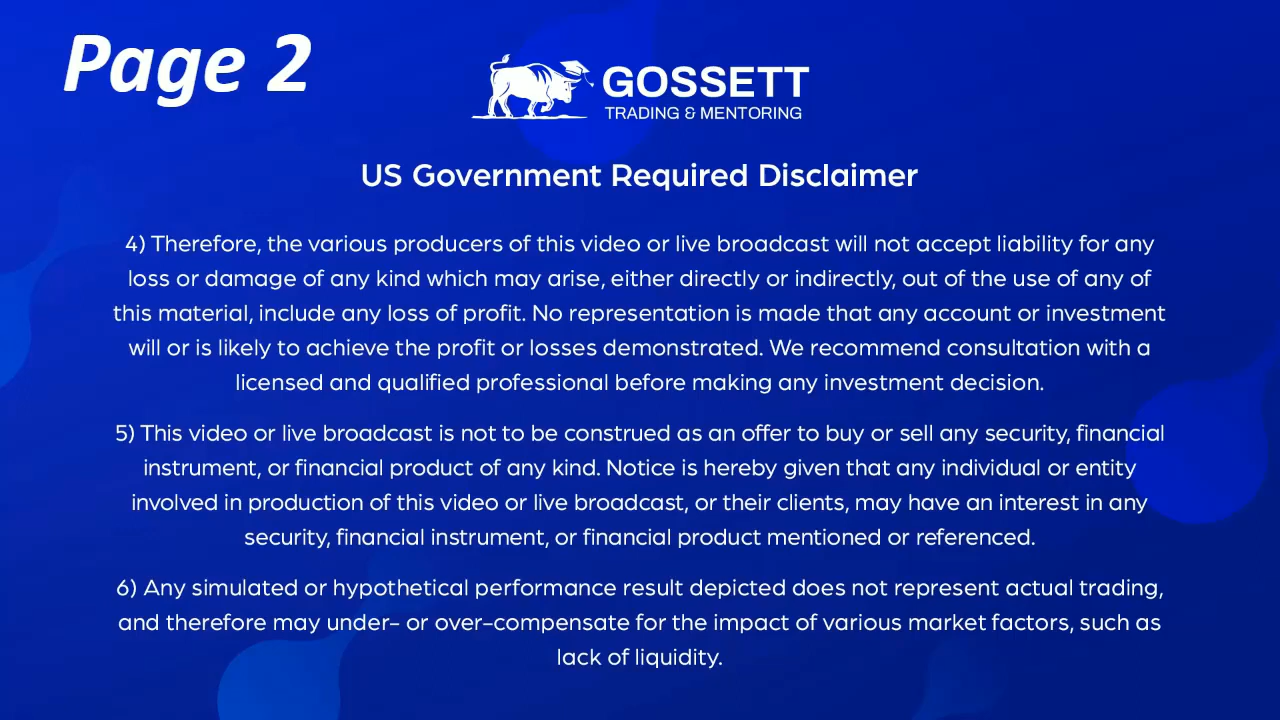 Page 2
GOSSETT
TRADING & MENTORING
US Government Required Disclaimer
4) Therefore, the various producers of this video or live broadcast will not accept liability for any
loss or damage of any kind which may arise, either directly or indirectly, out of the use of any of
this material, include any loss of profit. No representation is made that any account or investment
will or is likely to achieve the profit or losses demonstrated. We recommend consultation with a
licensed and qualified professional before making any investment decision.
5) This video or live broadcast is not to be construed as an offer to buy or sell any security, financial
instrument, or financial product of any kind. Notice is hereby given that any individual or entity
involved in production of this video or live broadcast, or their clients, may have an interest in any
security, financial instrument, or financial product mentioned or referenced.
6) Any simulated or hypothetical performance result depicted does not represent actual trading,
and therefore may under- or over-compensate for the impact of various market factors, such as
lack of liquidity.